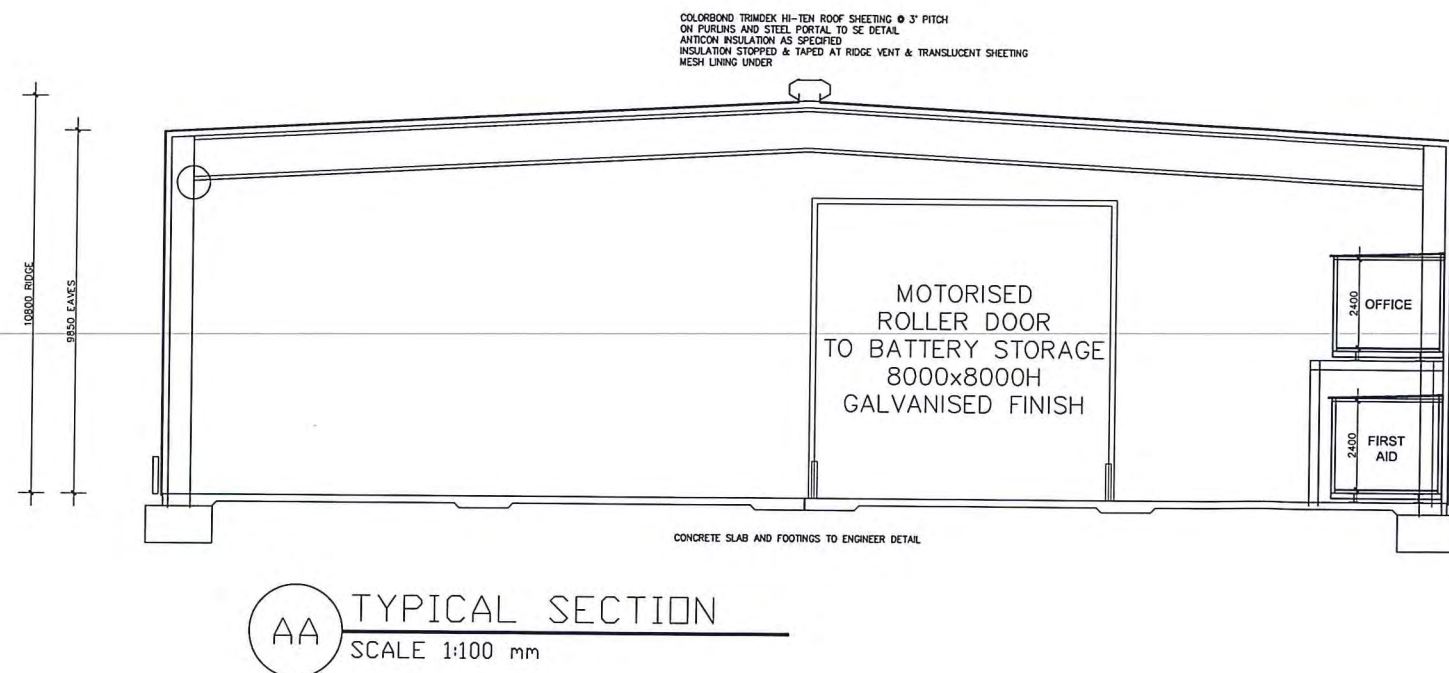 COLORBOND TRIMDEK HI-TEN ROOF SHEETING @ 3° PITCH
ON PURLINS AND STEEL PORTAL TO SE DETAIL
ANTICON INSULATION AS SPECIFIED
INSULATION STOPPED & TAPED AT RIDGE VENT & TRANSLUCENT SHEETING
MESH LINING UNDER
10800 RIDGE
9850 EAVES
MOTORISED
ROLLER DOOR
TO BATTERY STORAGE
8000x8000H
GALVANISED FINISH
2400
OFFICE
2400
FIRST
AID
CONCRETE SLAB AND FOOTINGS TO ENGINEER DETAIL
AA
TYPICAL SECTION
SCALE 1:100 mm